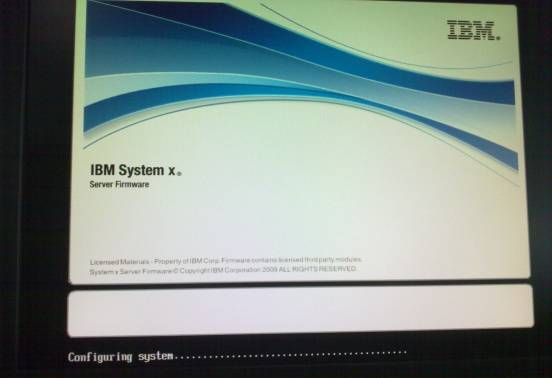 IBM®
IBM System x®
Server Firmware
Licensed Materials - Property of IBM Corp. Firmware contains licensed third party modules.
System x Server Firmware © Copyright IBM Corporation 2009 ALL RIGHTS RESERVED.
Configuring system.........................................